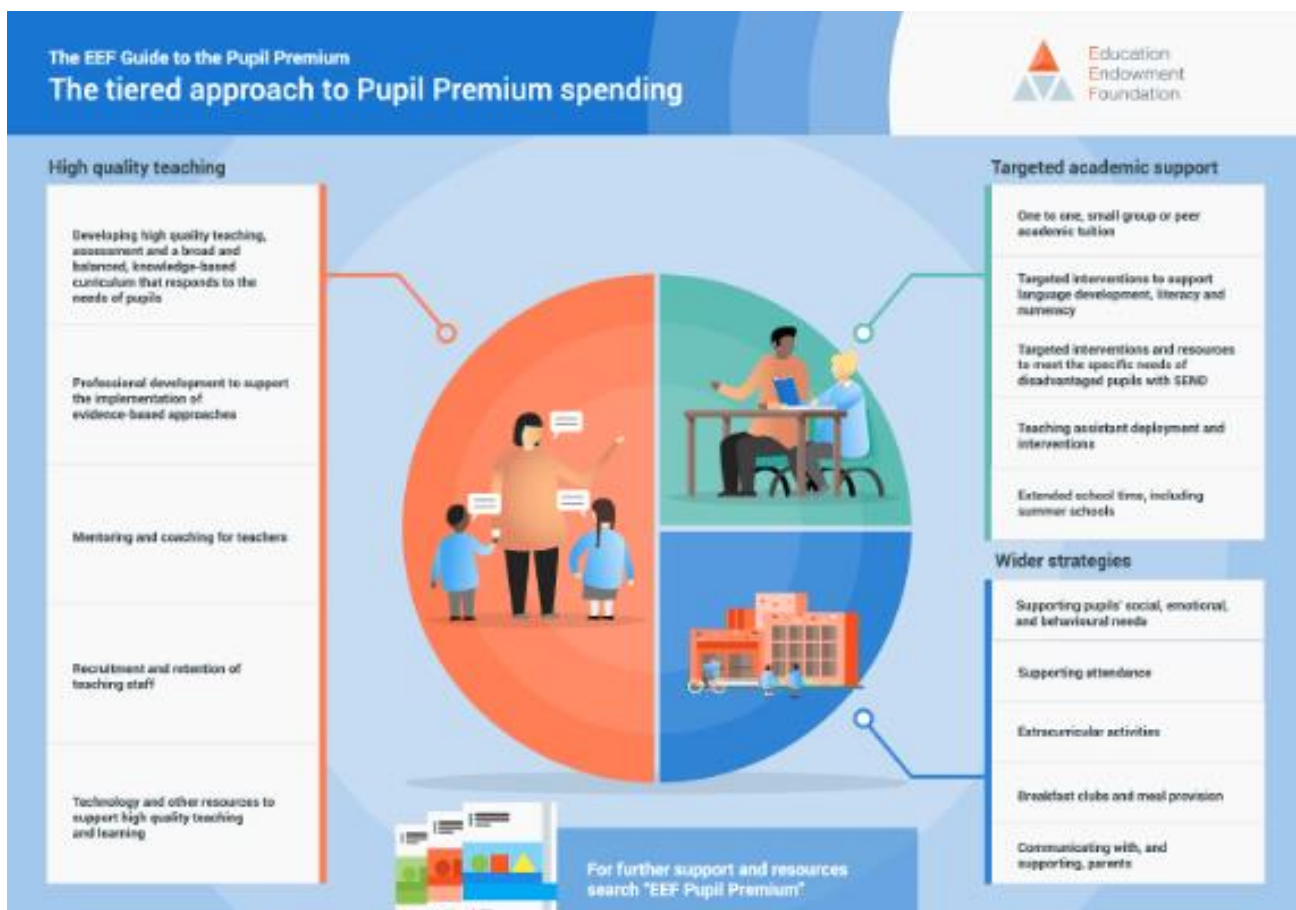 The EEF Guide to the Pupil Premium
The tiered approach to Pupil Premium spending
Education
Endowment
Foundation
High quality teaching
Developing high quality teaching,
assessment and a broad and
balanced, knowledge-based
curriculum that responds to the
needs of pupils
Professional development to support
the implementation of
evidence-based approaches
Mentoring and coaching for teachers
Recruitment and retention of
teaching staff
Technology and other resources to
support high quality teaching
and learning
Targeted academic support
One to one, small group or peer
academic tuition
Targeted interventions to support
language development, literacy and
numeracy
Targeted interventions and resources
to meet the specific needs of
disadvantaged pupils with SEND
Teaching assistant deployment and
interventions
Extended school time, including
summer schools
Wider strategies
Supporting pupils' social, emotional,
and behavioural needs
Supporting attendance
Extracurricular activities
Breakfast clubs and meal provision
Communicating with, and
supporting, parents
For further support and resources
search "EEF Pupil Premium"